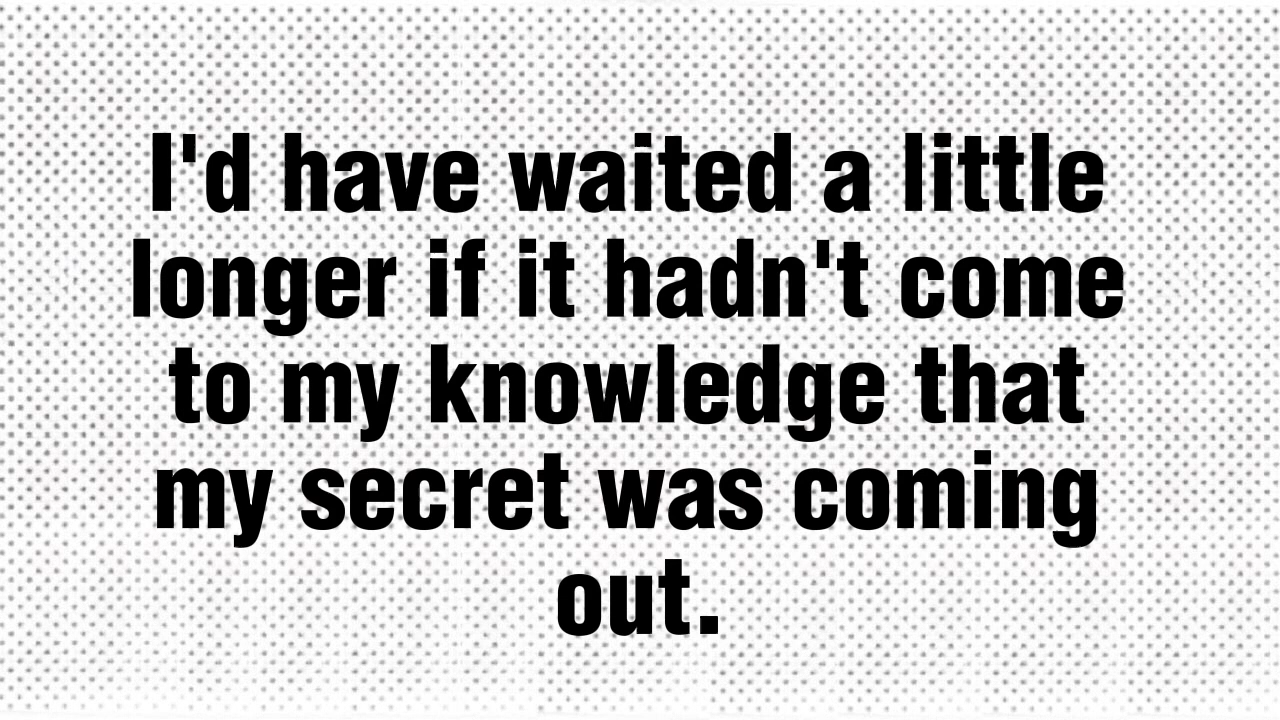 I'd have waited a little
longer if it hadn't come
to my knowledge that
my secret was coming
out.